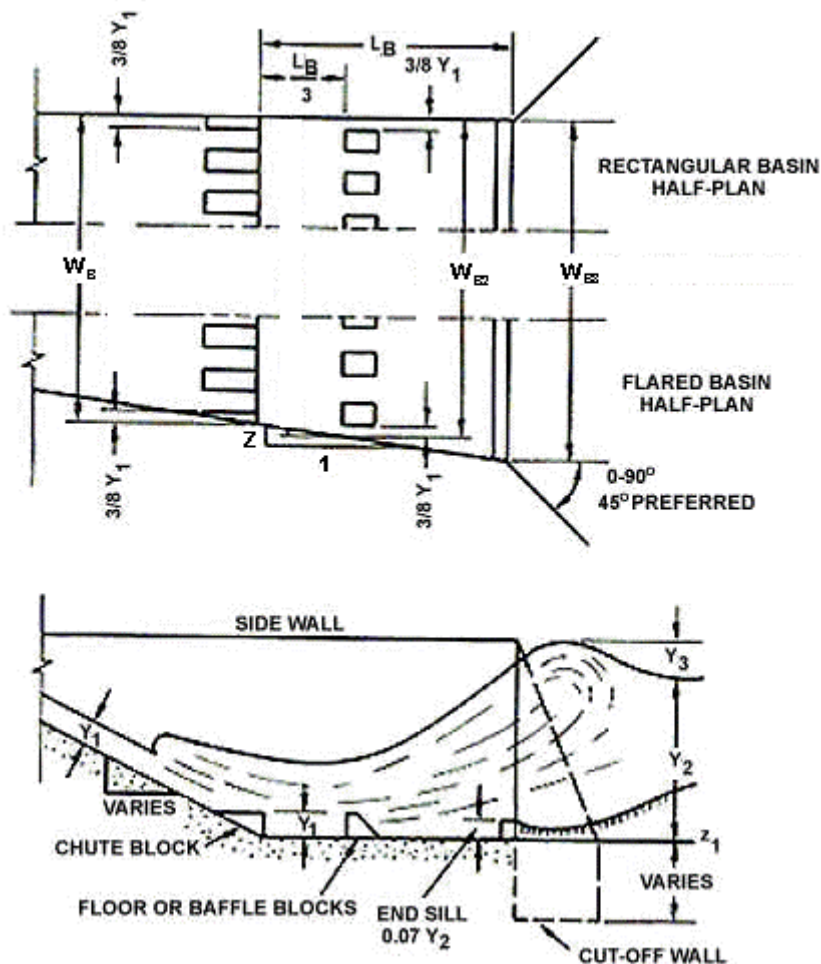 3/8 Y1
LB
LB
3
3/8 Y1
RECTANGULAR BASIN
HALF-PLAN
WB
WB2
WB3
FLARED BASIN
HALF-PLAN
Z
1
3/8 Y1
3/8 Y1
0-90°
45° PREFERRED
SIDE WALL
Y3
Y1
Y2
VARIES
Y1
z1
CHUTE BLOCK
VARIES
FLOOR OR BAFFLE BLOCKS
END SILL
0.07 Y2
CUT-OFF WALL